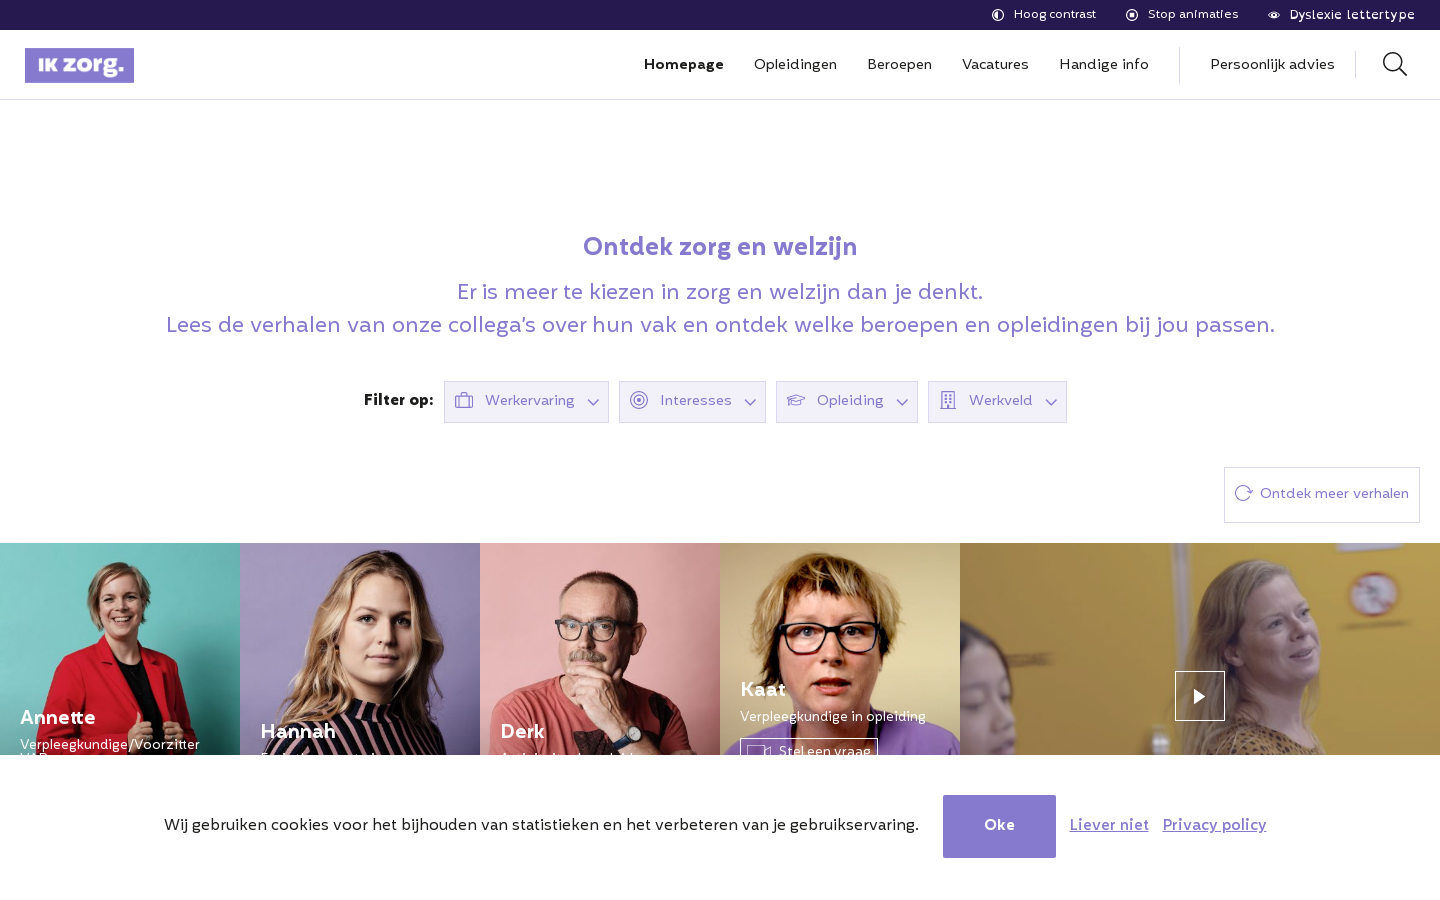 Hoog contrast
Stop animaties
Dyslexie lettertype
IK zorg.
Homepage
Opleidingen
Beroepen
Vacatures
Handige info
Persoonlijk advies
Ontdek zorg en welzijn
Er is meer te kiezen in zorg en welzijn dan je denkt.
Lees de verhalen van onze collega's over hun vak en ontdek welke beroepen en opleidingen bij jou passen.
Filter op:
Werkervaring
Interesses
Opleiding
Werkveld
Ontdek meer verhalen
Annette
Verpleegkundige/Voorzitter
Hannah
Derk
Kaat
Verpleegkundige in opleiding
Stel een vraag
Wij gebruiken cookies voor het bijhouden van statistieken en het verbeteren van je gebruikservaring.
Oke
Liever niet
Privacy policy